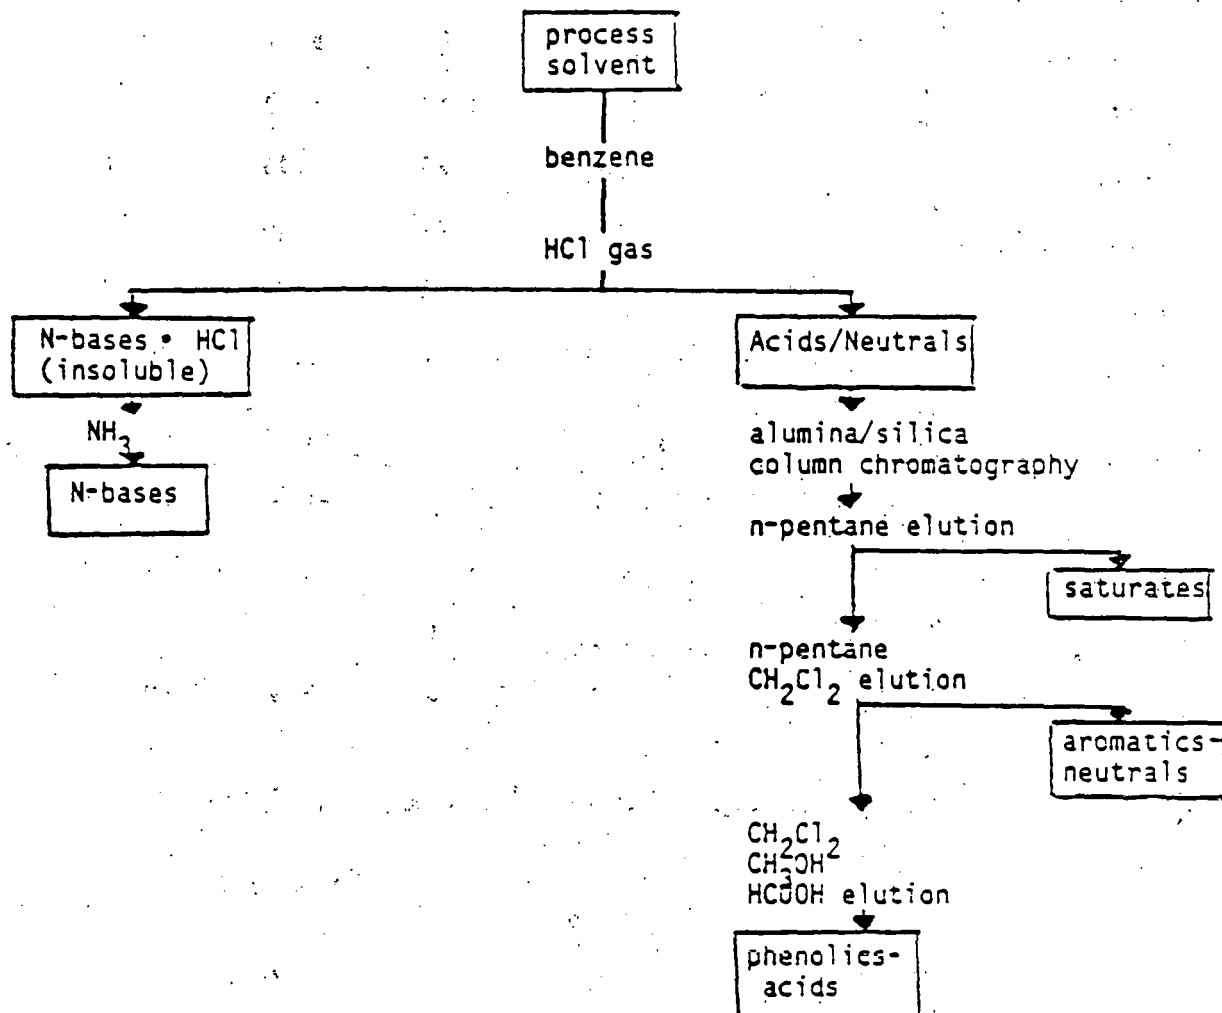 process
solvent
benzene
HCl gas
N-bases • HCl
(insoluble)
NH3
N-bases
Acids/Neutrals
alumina/silica
column chromatography
n-pentane elution
saturates
n-pentane
CH2Cl2 elution
aromatics-
neutrals
CH2Cl2
CH3OH
HCOOH elution
phenolics-
acids